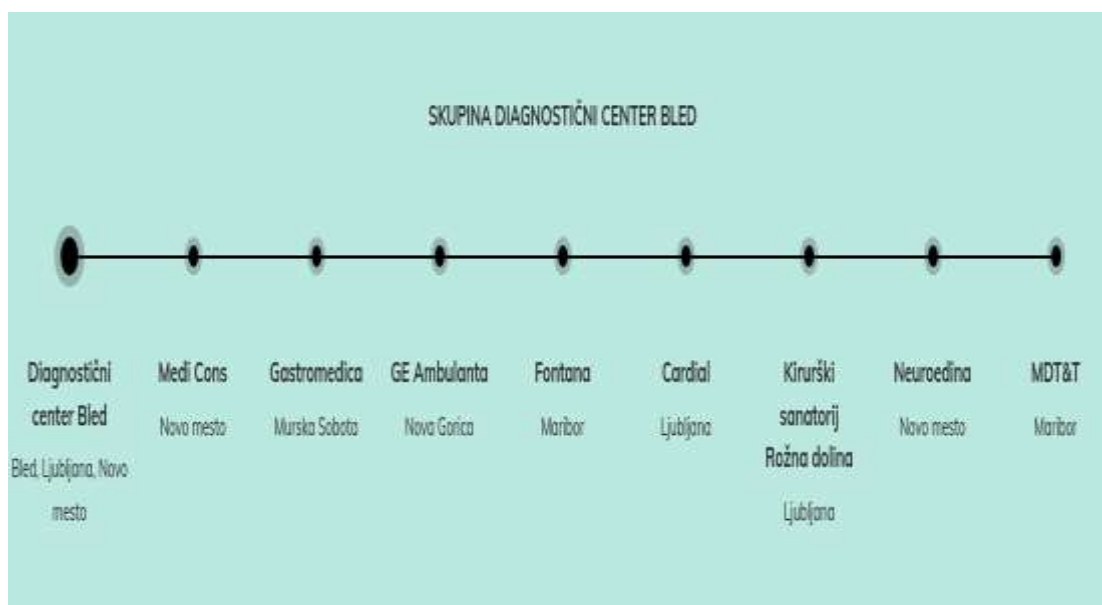 SKUPINA DIAGNOSTIČNI CENTER BLED
Diagnostični
center Bled
Bled, Ljubljana, Novo
mesto
Medi Cons
Novo mesto
Gastromedica
Murska Sobota
GE Ambulanta
Nova Gorica
Fontana
Maribor
Cardial
Ljubljana
Kirurški
sanatorij
Rožna dolina
Ljubljana
Neuroedina
Novo mesto
MDT&T
Maribor